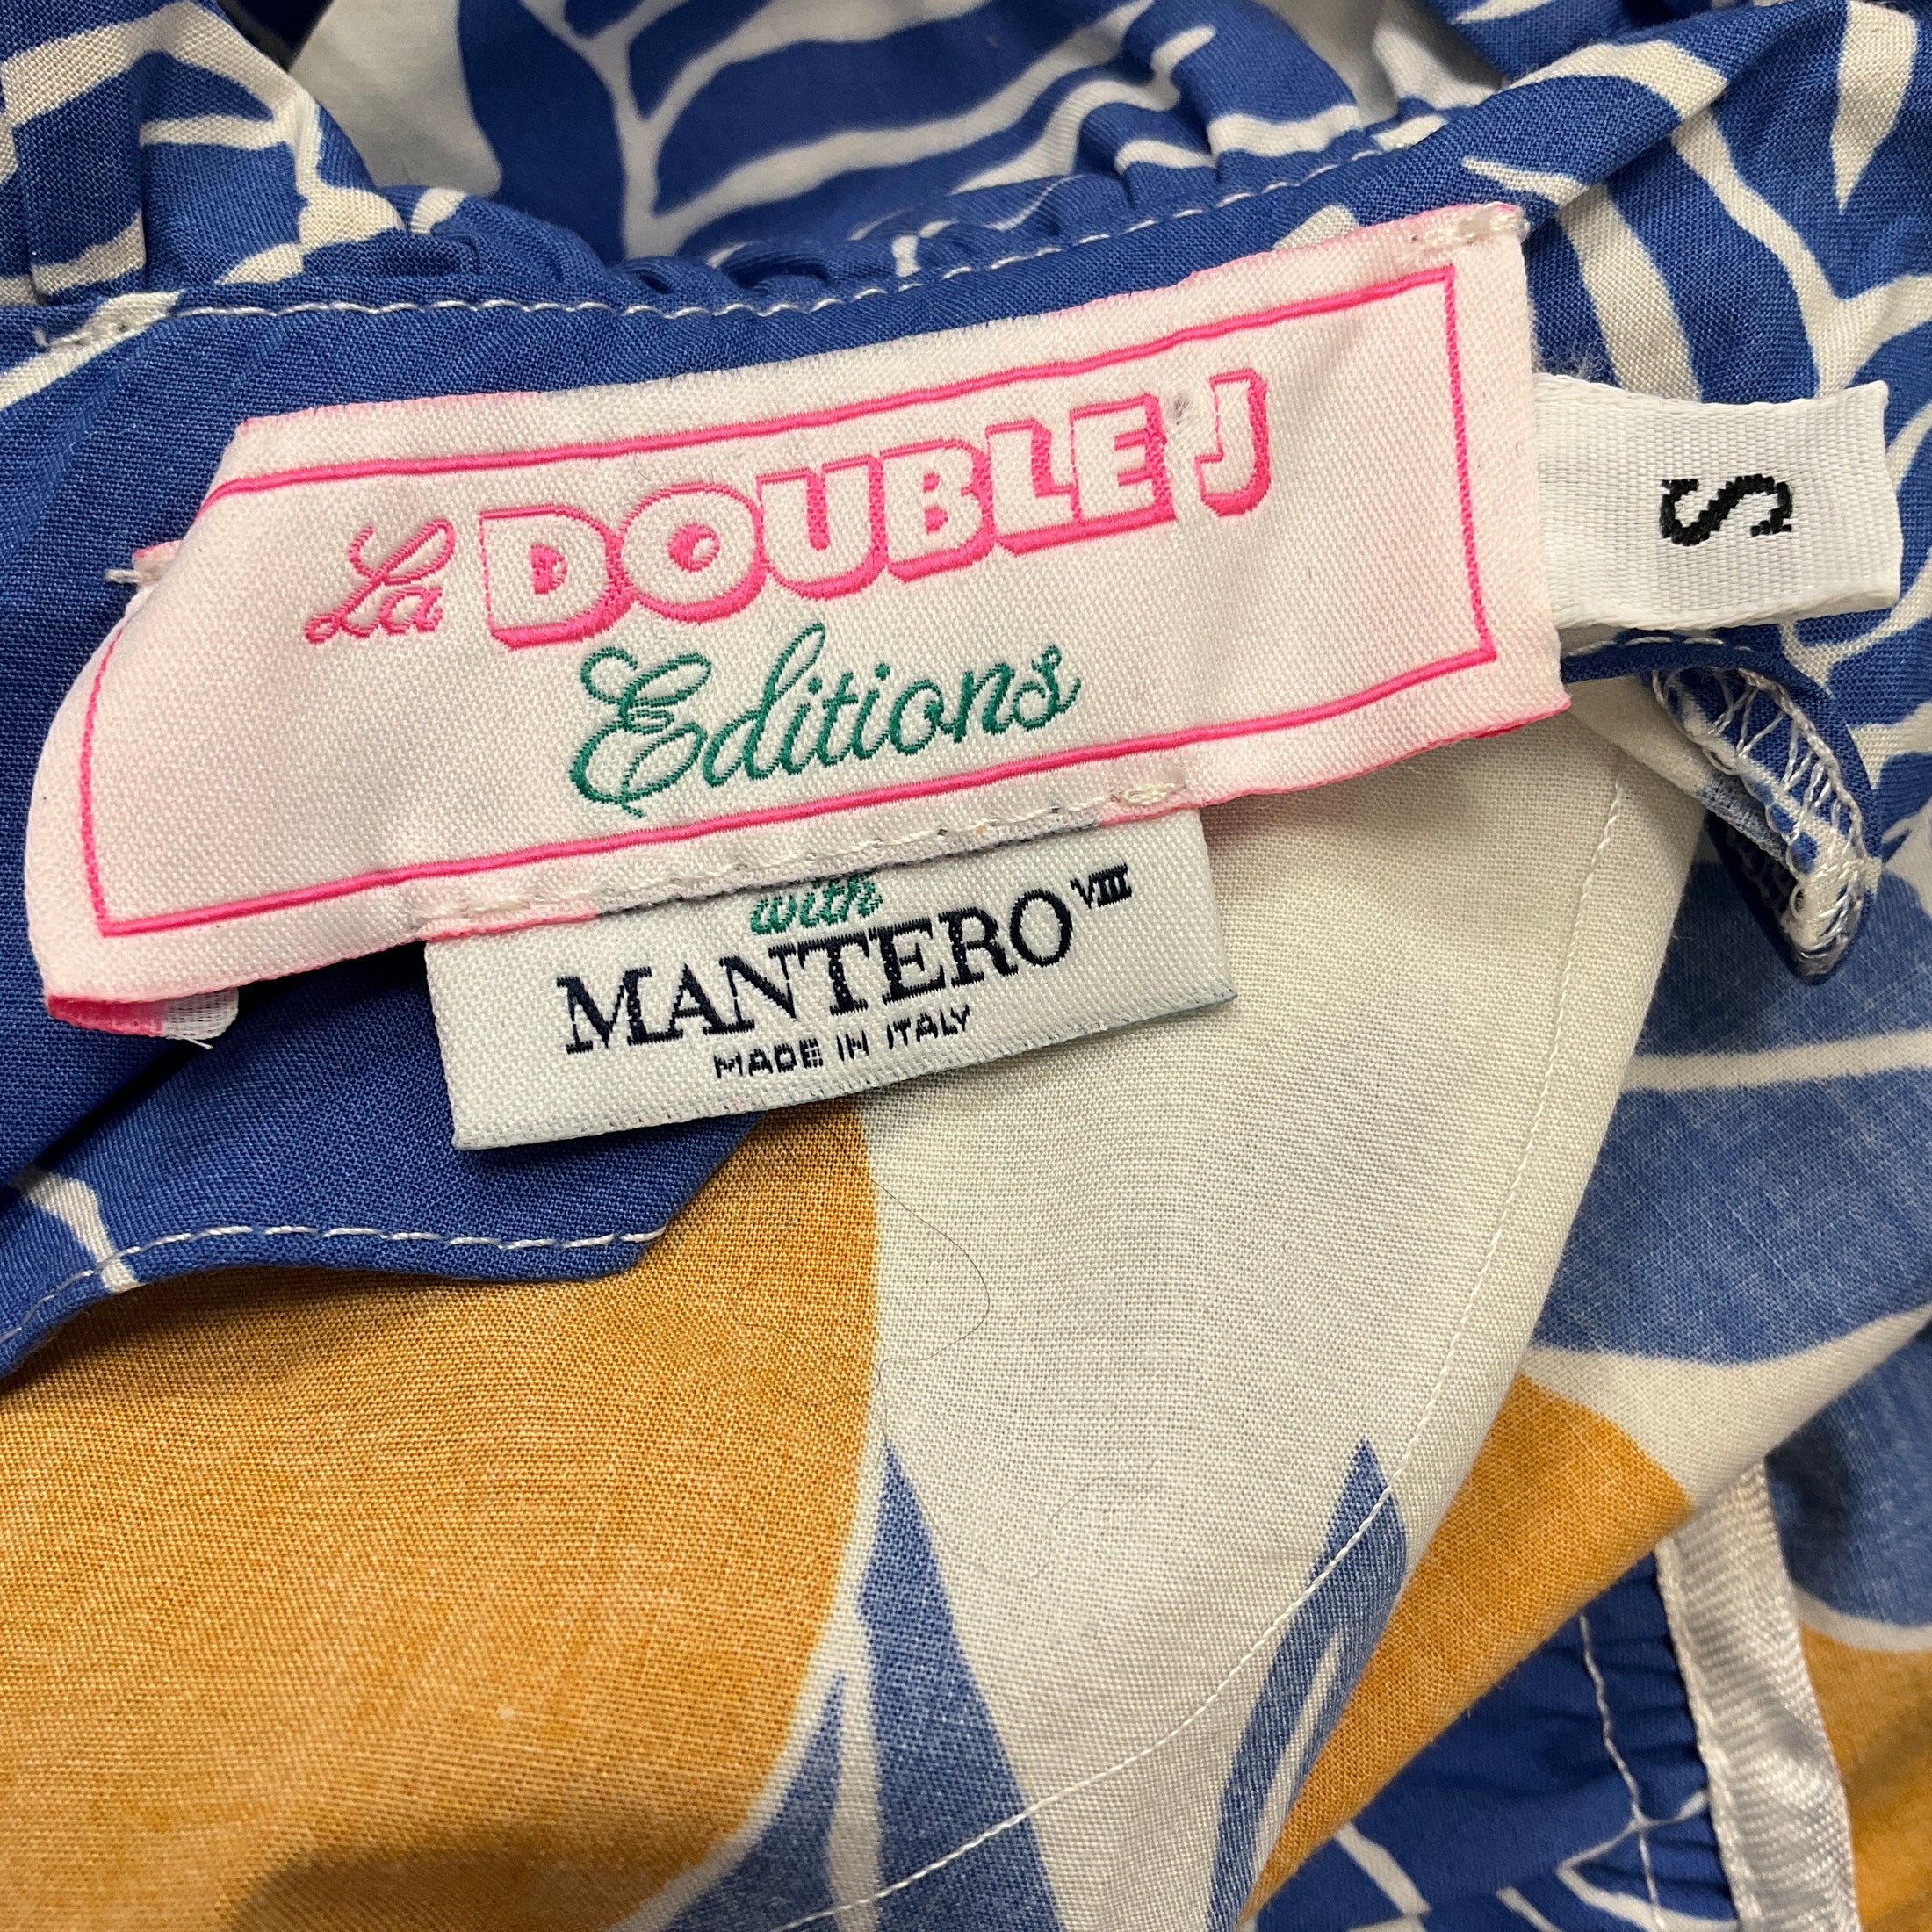 La DOUBLE J
Editions
S
with
MANTERO VIII
MADE IN ITALY